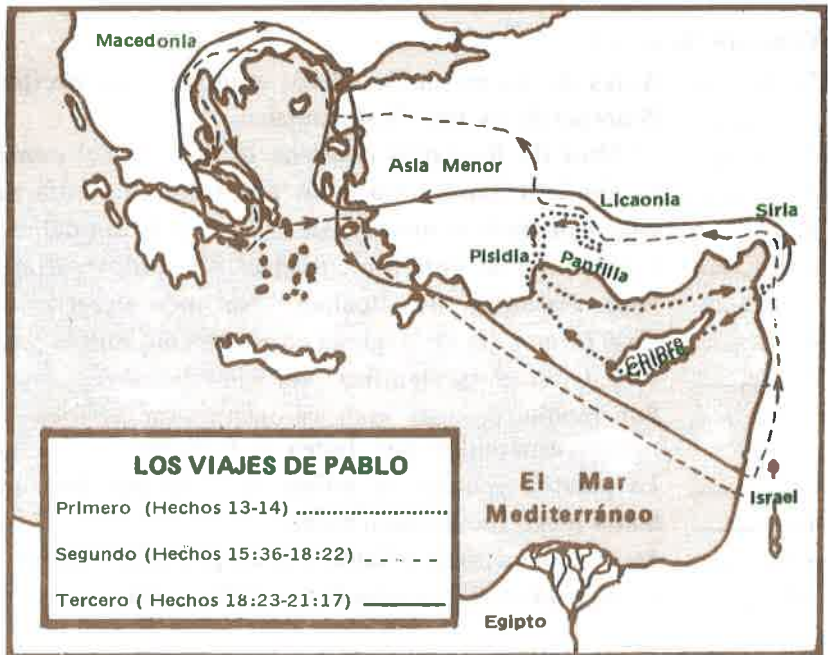 Macedonia
Asia Menor
Licaonia
Siria
Pisidia
Panfilia
CHIPRE
Israel
El Mar
Mediterráneo
Egipto
LOS VIAJES DE PABLO
Primero (Hechos 13-14)
Segundo (Hechos 15:36-18:22)
Tercero ( Hechos 18:23-21:17)